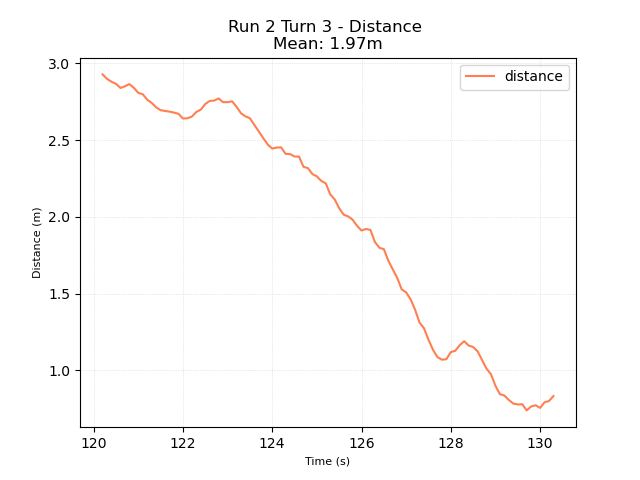 Run 2 Turn 3 - Distance
Mean: 1.97m
distance
3.0
2.5
2.0
1.5
1.0
Distance (m)
120 122 124 126 128 130
Time (s)